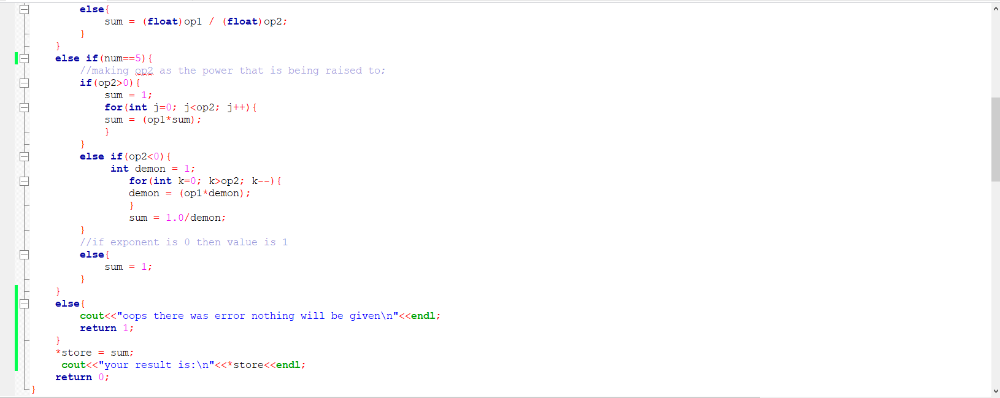 else{
sum = (float)op1 / (float)op2;
}
}
else if(num==5){
//making op2 as the power that is being raised to;
if(op2>0){
sum = 1;
for(int j=0; j<op2; j++){
sum = (op1*sum);
}
}
else if(op2<0){
int demon = 1;
for(int k=0; k>op2; k--){
demon = (op1*demon);
}
sum = 1.0/demon;
}
//if exponent is 0 then value is 1
else{
sum = 1;
}
}
else{
cout<<"oops there was error nothing will be given\n"<<endl;
return 1;
}
*store = sum;
cout<<"your result is:\n"<<*store<<endl;
return 0;
}